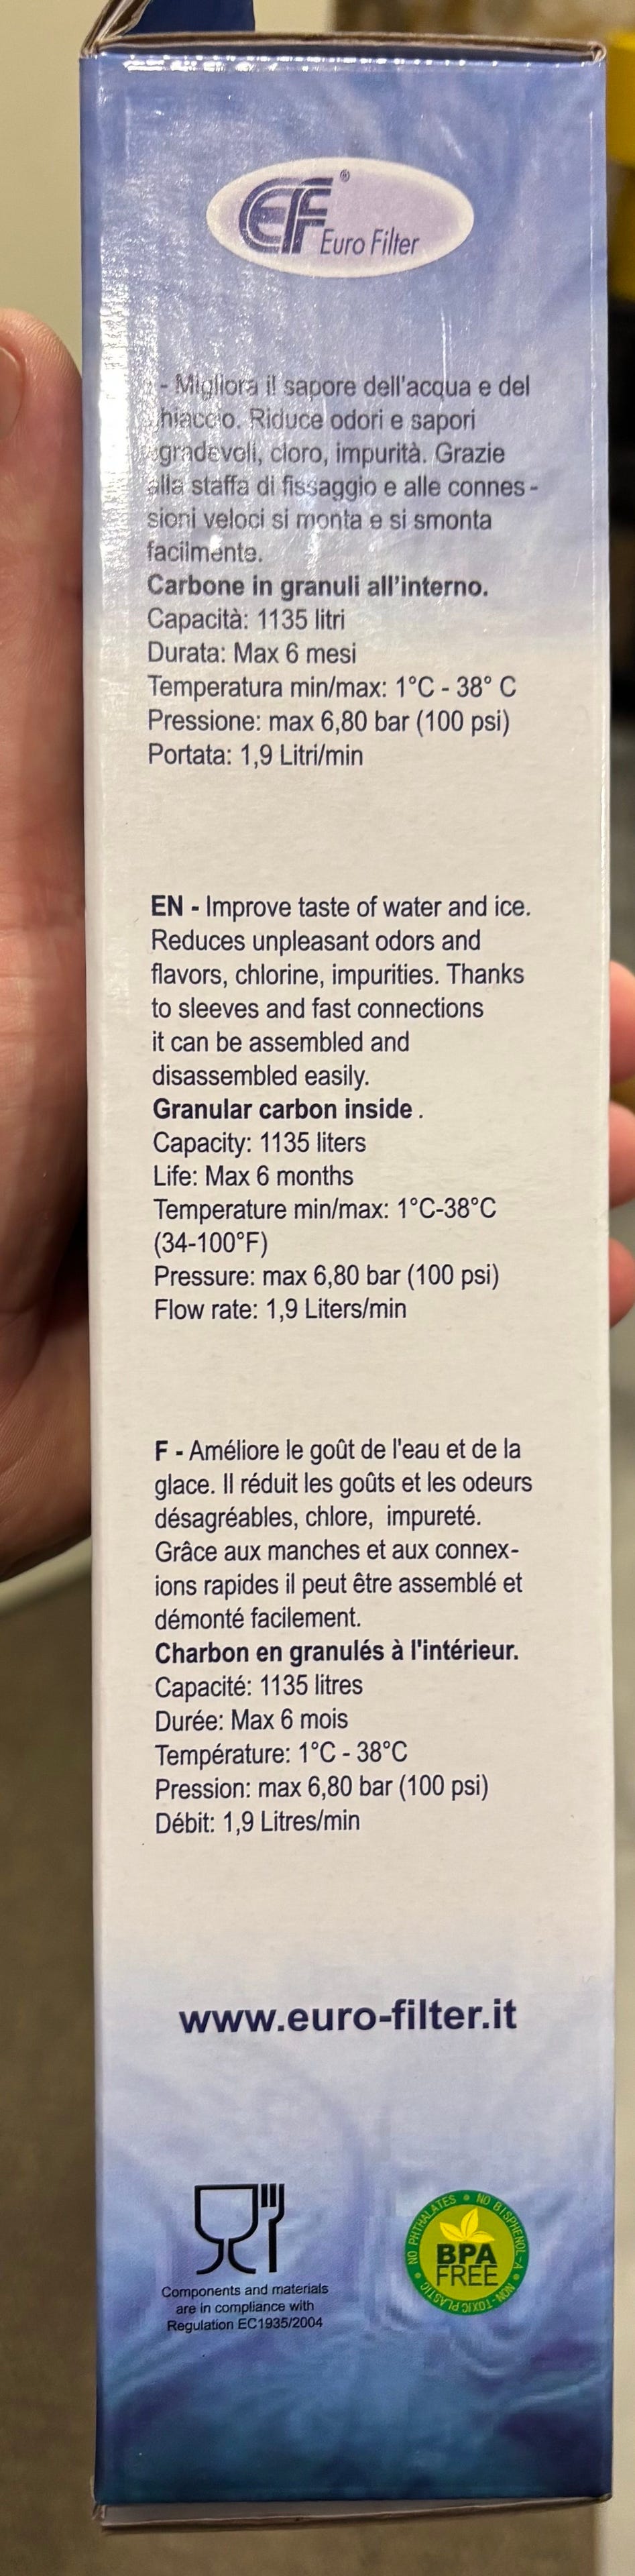 EF®
Euro Filter
- Migliora il sapore dell'acqua e del
. Riduce odori e sapori
, cloro, impurità. Grazie
alla staffa di fissaggio e alle connes -
sioni veloci si monta e si smonta
facilmente.
Carbone in granuli all'interno.
Capacità: 1135 litri
Durata: Max 6 mesi
Temperatura min/max: 1°C - 38° C
Pressione: max 6,80 bar (100 psi)
Portata: 1,9 Litri/min
EN - Improve taste of water and ice.
Reduces unpleasant odors and
flavors, chlorine, impurities. Thanks
to sleeves and fast connections
it can be assembled and
disassembled easily.
Granular carbon inside .
Capacity: 1135 liters
Life: Max 6 months
Temperature min/max: 1°C-38°C
(34-100°F)
Pressure: max 6,80 bar (100 psi)
Flow rate: 1,9 Liters/min
F - Améliore le goût de l'eau et de la
glace. Il réduit les goûts et les odeurs
désagréables, chlore, impureté.
Grâce aux manches et aux connex-
ions rapides il peut être assemblé et
démonté facilement.
Charbon en granulés à l'intérieur.
Capacité: 1135 litres
Durée: Max 6 mois
Température: 1°C - 38°C
Pression: max 6,80 bar (100 psi)
Débit: 1,9 Litres/min
www.euro-filter.it
Components and materials
are in compliance with
Regulation EC1935/2004
NO PHTHALATES • NO BISPHENOL-A • NON-TOXIC PLASTIC •
BPA
FREE